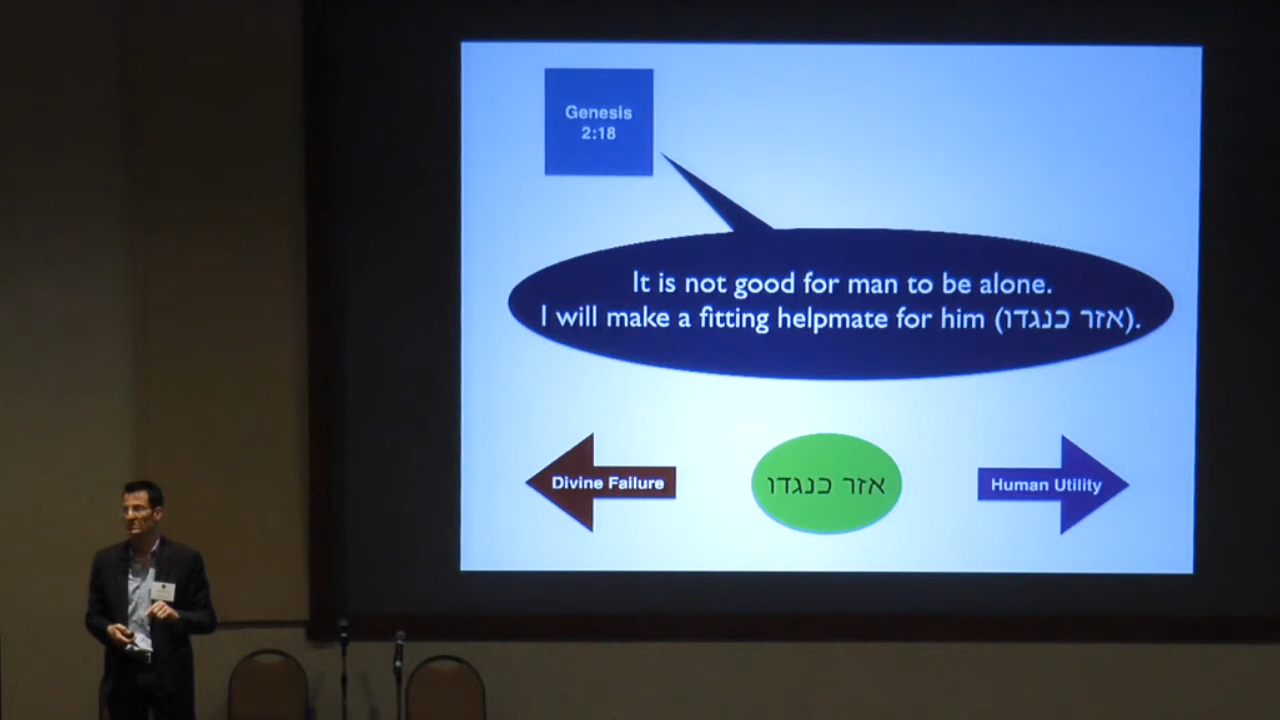 Genesis
2:18
It is not good for man to be alone.
I will make a fitting helpmate for him (אזר כנגדו).
Divine Failure
אזר כנגדו
Human Utility